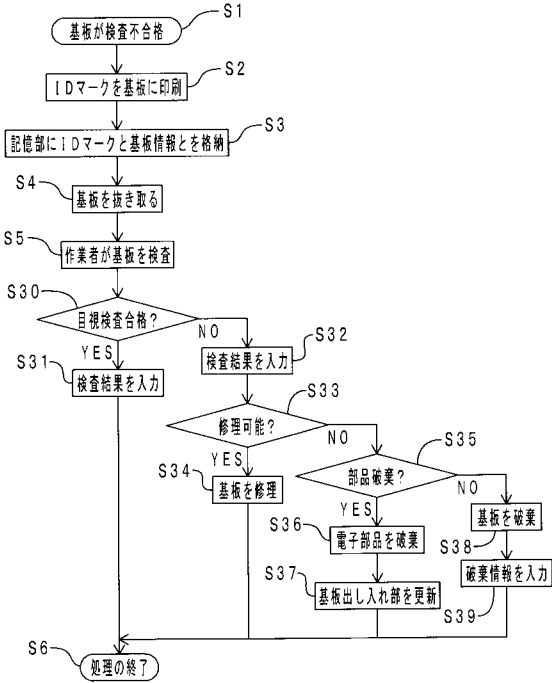 S1
基板が検査不合格
S2
IDマークを基板に印刷
S3
記憶部にIDマークと基板情報とを格納
S4
基板を抜き取る
S5
作業者が基板を検査
S30
目視検査合格?
NO
YES
S31
検査結果を入力
S32
検査結果を入力
S33
修理可能?
NO
YES
S34
基板を修理
S35
部品破棄?
NO
YES
S36
電子部品を破棄
S37
基板出し入れ部を更新
基板を破棄
S38
破棄情報を入力
S39
S6
処理の終了